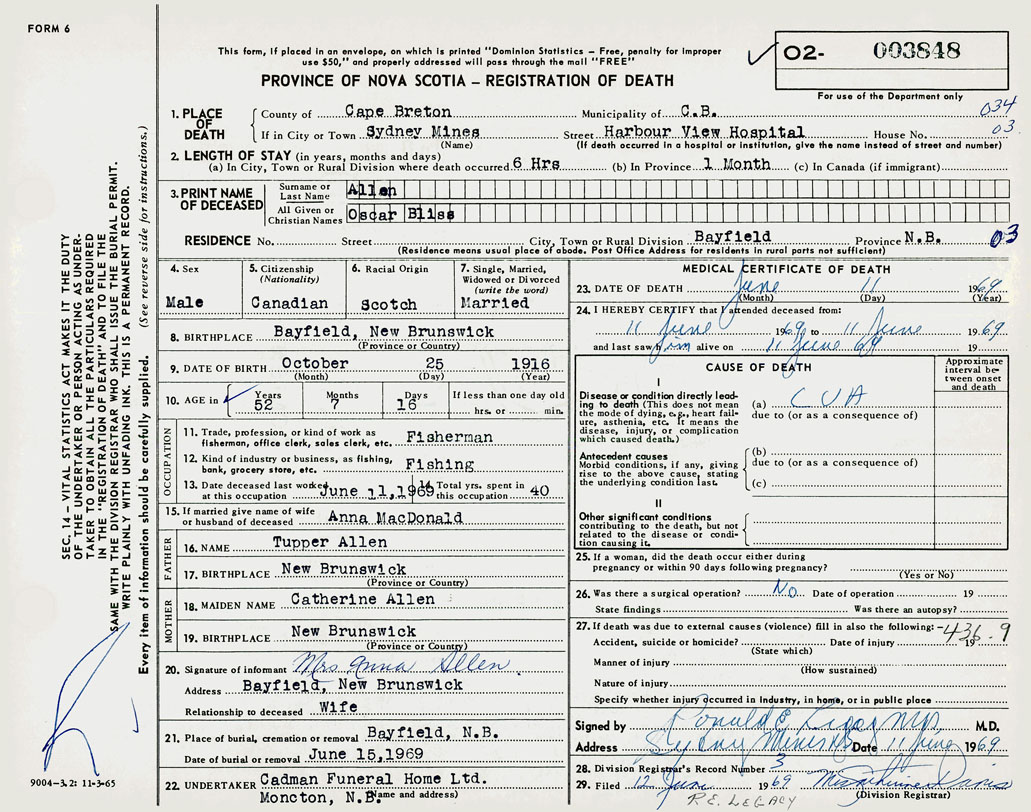 FORM 6
This form, if placed in an envelope, on which is printed "Dominion Statistics – Free, penalty for improper
use $50," and properly addressed will pass through the mail "FREE"
PROVINCE OF NOVA SCOTIA – REGISTRATION OF DEATH
02- 003848
For use of the Department only
1. PLACE OF DEATH
County of Cape Breton Municipality of C.B. 034
If in City or Town Sydney Mines Street Harbour View Hospital House No. 03
(Name) (If death occurred in a hospital or institution, give the name instead of street and number)
2. LENGTH OF STAY (in years, months and days)
(a) In City, Town or Rural Division where death occurred 6 Hrs (b) In Province 1 Month (c) In Canada (if immigrant)
3. PRINT NAME OF DECEASED
Surname or Last Name Allen
All Given or Christian Names Oscar Bliss
RESIDENCE No. Street City, Town or Rural Division Bayfield Province N.B. 03
(Residence means usual place of abode. Post Office Address for residents in rural parts not sufficient)
4. Sex
Male
5. Citizenship
(Nationality)
Canadian
6. Racial Origin
Scotch
7. Single, Married,
Widowed or Divorced
(write the word)
Married
8. BIRTHPLACE Bayfield, New Brunswick
(Province or Country)
9. DATE OF BIRTH October 25 1916
(Month) (Day) (Year)
10. AGE in Years Months Days If less than one day old
52 7 16 hrs. or min.
OCCUPATION
11. Trade, profession, or kind of work as
fisherman, office clerk, sales clerk, etc. Fisherman
12. Kind of industry or business, as fishing,
bank, grocery store, etc. Fishing
13. Date deceased last worked
at this occupation June 11,1969
14. Total yrs. spent in
this occupation 40
15. If married give name of wife
or husband of deceased Anna MacDonald
FATHER
16. NAME Tupper Allen
17. BIRTHPLACE New Brunswick
(Province or Country)
MOTHER
18. MAIDEN NAME Catherine Allen
19. BIRTHPLACE New Brunswick
(Province or Country)
20. Signature of informant Mrs Anna Allen
Address Bayfield, New Brunswick
Relationship to deceased Wife
21. Place of burial, cremation or removal Bayfield, N.B.
Date of burial or removal June 15,1969
22. UNDERTAKER Cadman Funeral Home Ltd.
Moncton, N.B. (Name and address)
MEDICAL CERTIFICATE OF DEATH
23. DATE OF DEATH June 11 1969
(Month) (Day) (Year)
24. I HEREBY CERTIFY that I attended deceased from:
11 June 1969 to 11 June 1969
and last saw him alive on 11 June 69 19
CAUSE OF DEATH
Approximate
interval be-
tween onset
and death
I
Disease or condition directly lead-
ing to death (This does not mean
the mode of dying, e.g., heart fail-
ure, asthenia, etc. It means the
disease, injury, or complication
which caused death.)
(a) CVA
due to (or as a consequence of)
Antecedent causes
Morbid conditions, if any, giving
rise to the above cause, stating
the underlying condition last.
(b)
due to (or as a consequence of)
(c)
II
Other significant conditions
contributing to the death, but not
related to the disease or condi-
tion causing it.
25. If a woman, did the death occur either during
pregnancy or within 90 days following pregnancy?
(Yes or No)
26. Was there a surgical operation? No Date of operation 19
State findings Was there an autopsy?
27. If death was due to external causes (violence) fill in also the following:
436.9
Accident, suicide or homicide? Date of injury 19
(State which)
Manner of injury
(How sustained)
Nature of injury
Specify whether injury occurred in industry, in home, or in public place
Signed by Ronald E M.D.
Address Sydney Mines NS Date 11 June 1969
28. Division Registrar's Record Number 3
29. Filed 12 June 1969 Davis
(Division Registrar)
R.E. LEGACY
SEC. 14 – VITAL STATISTICS ACT MAKES IT THE DUTY
OF THE UNDERTAKER OR PERSON ACTING AS UNDER-
TAKER TO OBTAIN ALL THE PARTICULARS REQUIRED
IN THE "REGISTRATION OF DEATH" AND TO FILE THE
SAME WITH THE DIVISION REGISTRAR WHO SHALL ISSUE THE BURIAL PERMIT.
WRITE PLAINLY WITH UNFADING INK. THIS IS A PERMANENT RECORD.
Every item of information should be carefully supplied. (See reverse side for instructions.)
9004-3.2: 11-3-65